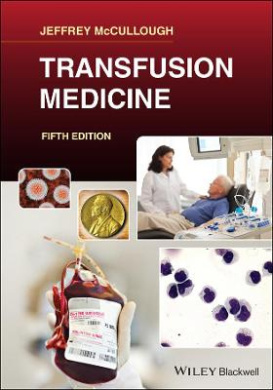 JEFFREY McCULLOUGH
TRANSFUSION
MEDICINE
FIFTH EDITION
WILEY Blackwell